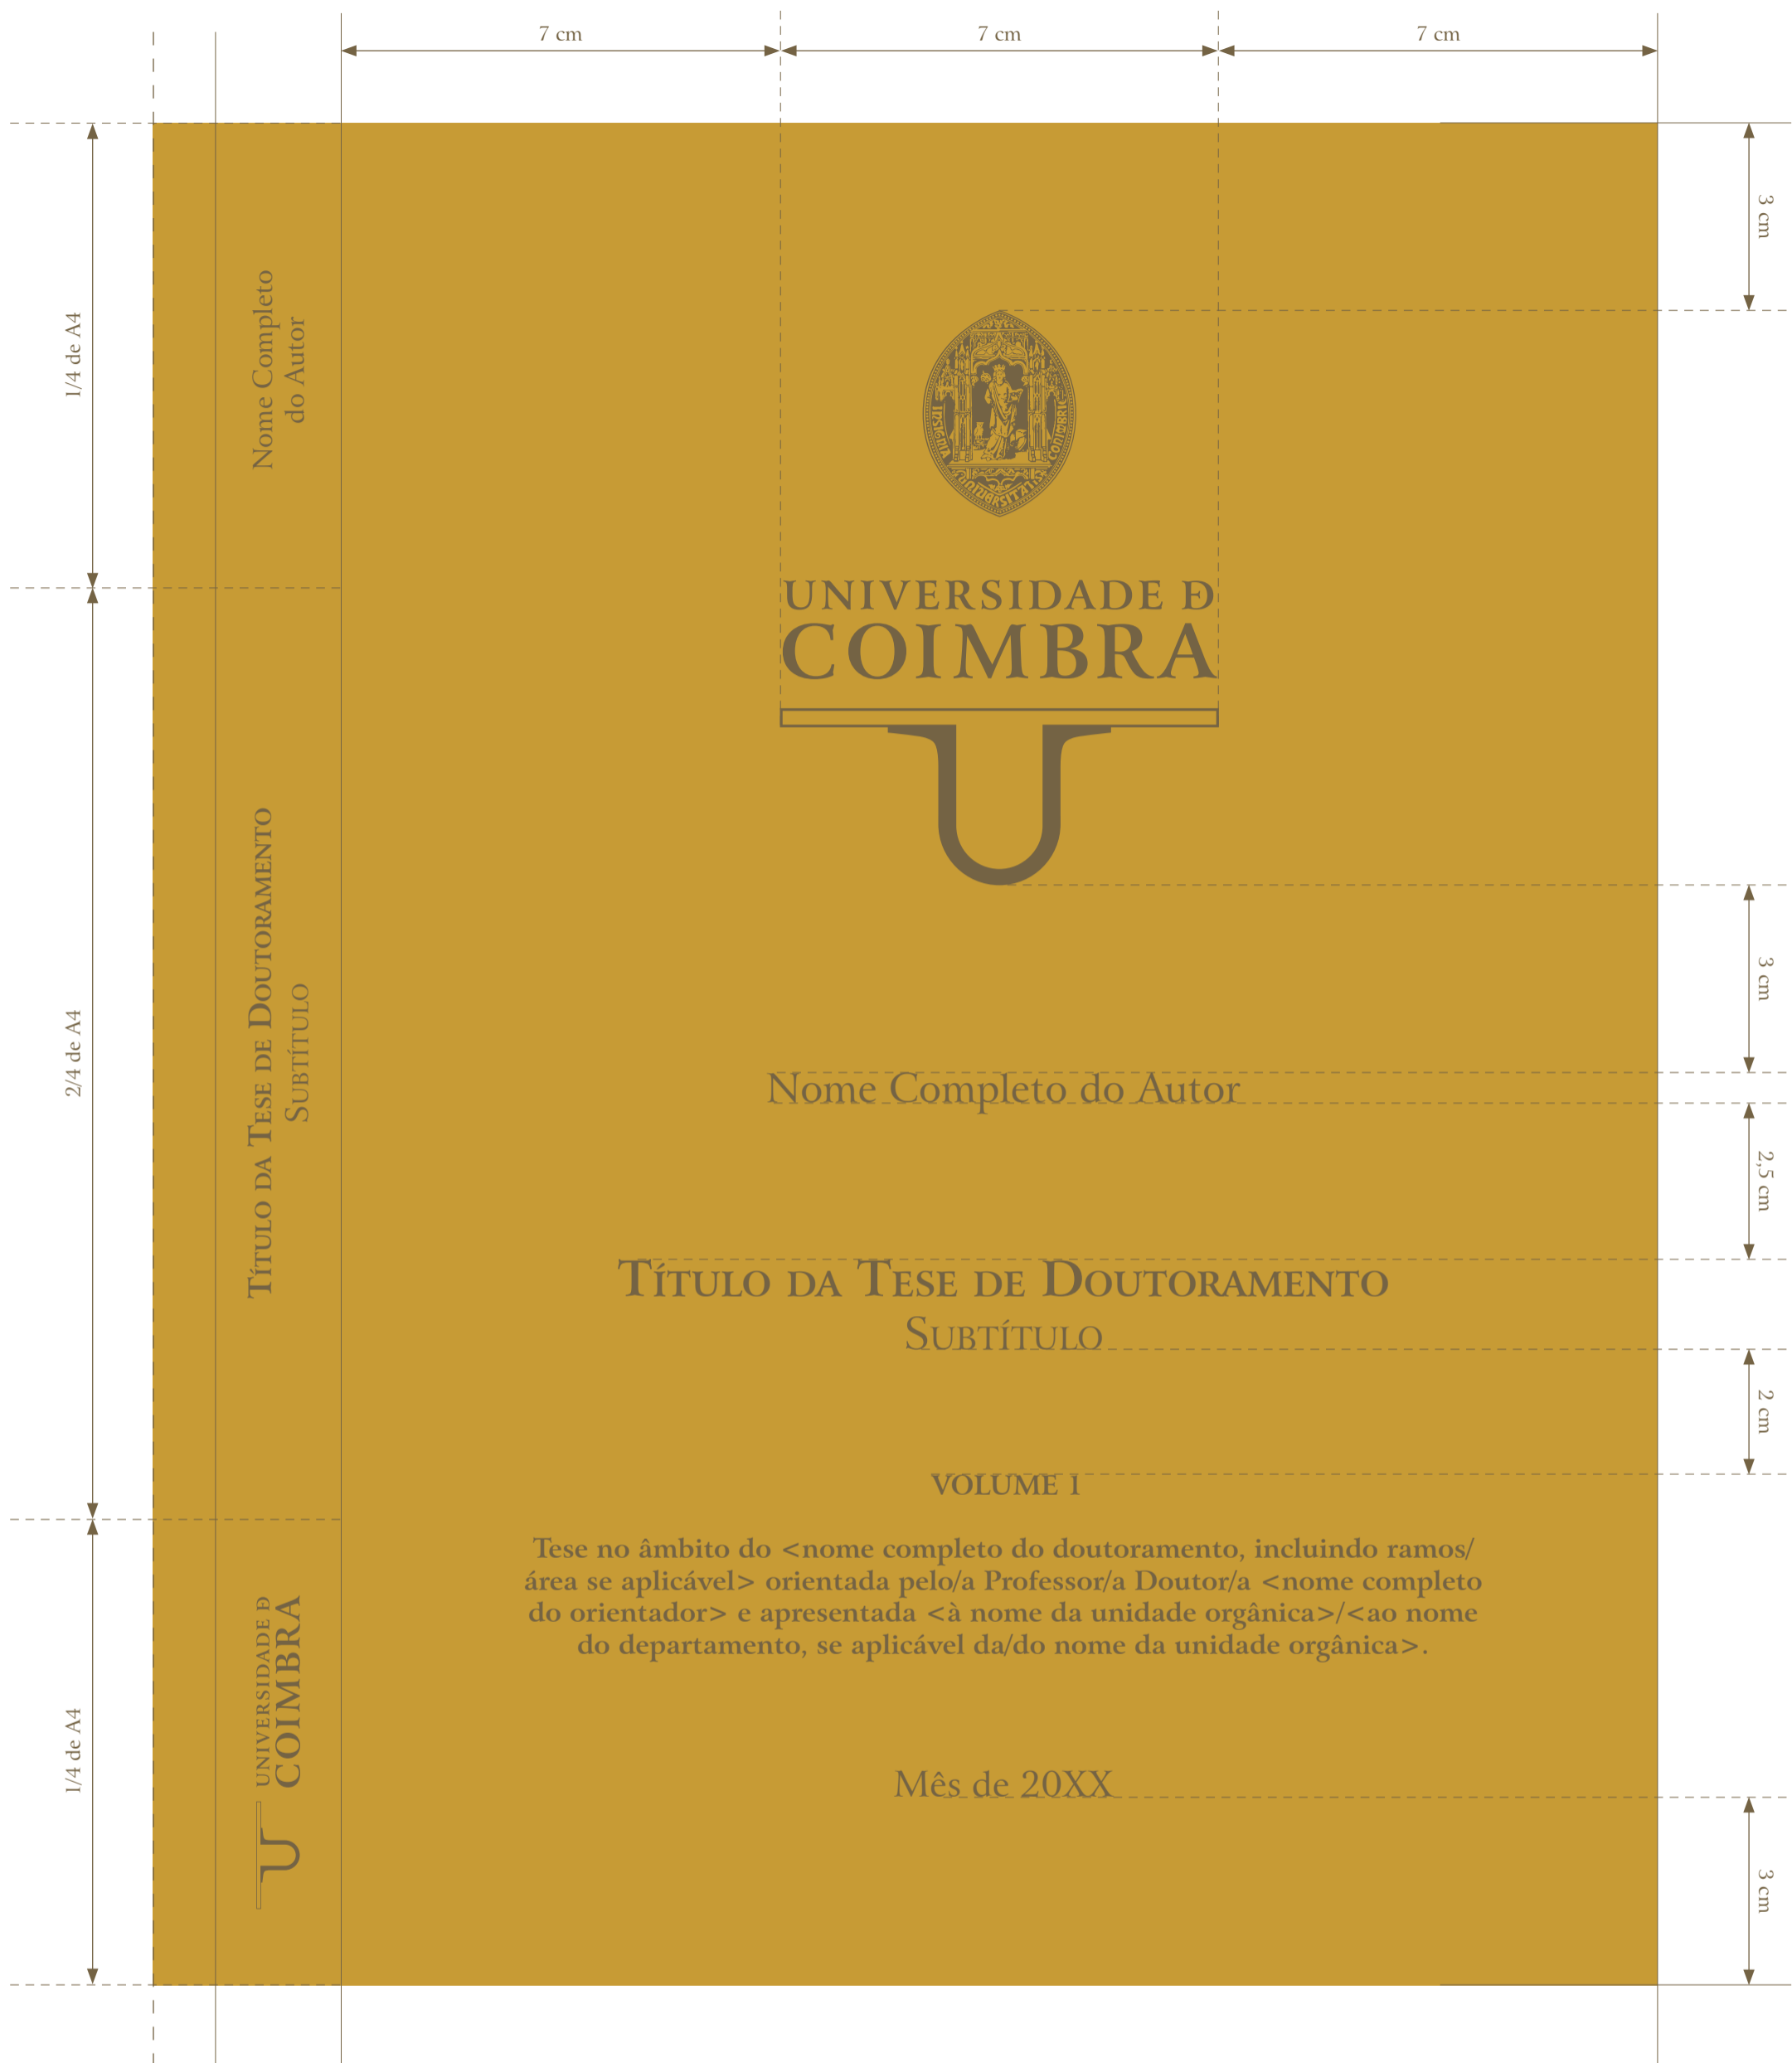 7 cm
7 cm
7 cm
3 cm
1/4 de A4
Nome Completo
do Autor
INSIGNIA
UNIVERSITATIS
UNIVERSIDADE Đ
COIMBRA
3 cm
2/4 de A4
Título da Tese de Doutoramento
Subtítulo
Nome Completo do Autor
2,5 cm
Título da Tese de Doutoramento
Subtítulo
2 cm
VOLUME 1
Tese no âmbito do <nome completo do doutoramento, incluindo ramos/
área se aplicável> orientada pelo/a Professor/a Doutor/a <nome completo
do orientador> e apresentada <à nome da unidade orgânica>/<ao nome
do departamento, se aplicável da/do nome da unidade orgânica>.
1/4 de A4
UNIVERSIDADE Đ
COIMBRA
Mês de 20XX
3 cm